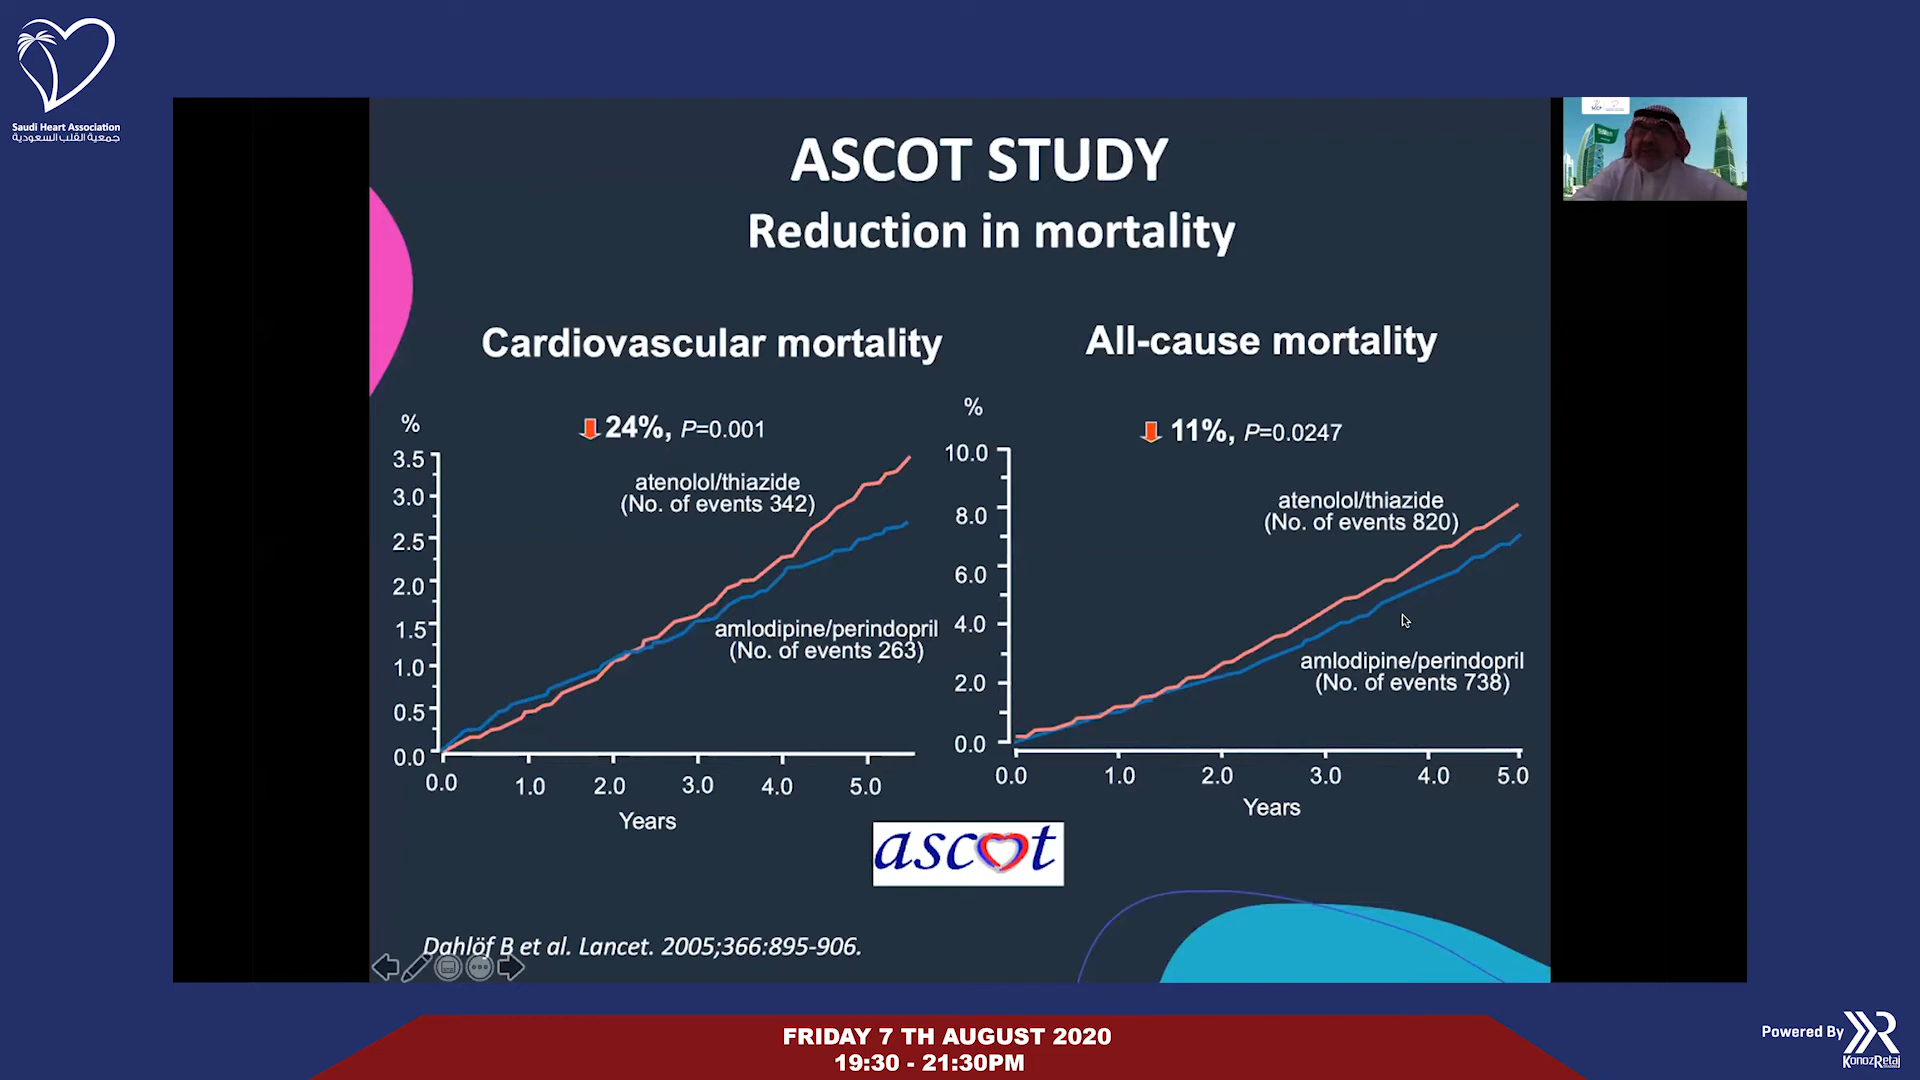 Saudi Heart Association
جمعية القلب السعودية
ASCOT STUDY
Reduction in mortality
Cardiovascular mortality
%
24%, P=0.001
3.5
3.0
2.5
2.0
1.5
1.0
0.5
0.0
atenolol/thiazide
(No. of events 342)
amlodipine/perindopril
(No. of events 263)
0.0 1.0 2.0 3.0 4.0 5.0
Years
All-cause mortality
%
11%, P=0.0247
10.0
8.0
6.0
4.0
2.0
0.0
atenolol/thiazide
(No. of events 820)
amlodipine/perindopril
(No. of events 738)
0.0 1.0 2.0 3.0 4.0 5.0
Years
ascot
Dahlöf B et al. Lancet. 2005;366:895-906.
FRIDAY 7 TH AUGUST 2020
19:30 - 21:30PM
Powered By
KonozRetaj